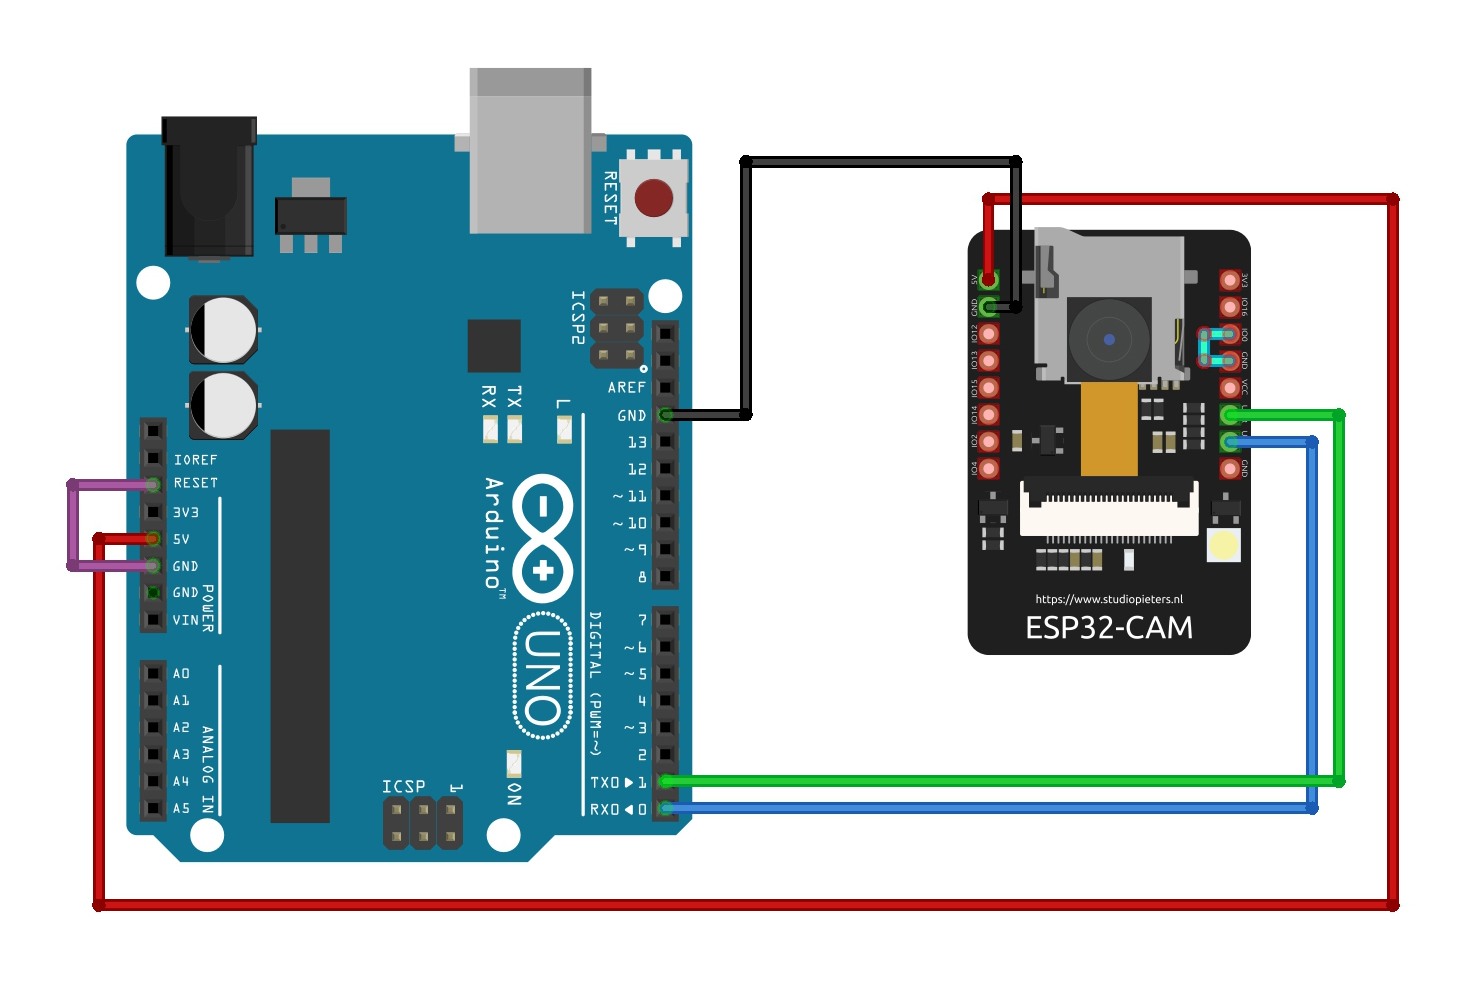 RESET
ICSP2
IOREF
RESET
3V3
5V
GND
GND
VIN
POWER
A0
A1
A2
A3
A4
A5
ANALOG IN
RX
TX
L
Arduino™
UNO
ON
ICSP
1
AREF
GND
13
12
~11
~10
~9
8
7
~6
~5
4
~3
2
TX0▶1
RX0◀0
DIGITAL (PWM=~)
5V
GND
IO12
IO13
IO15
IO14
IO2
IO4
3V3
IO16
IO0
GND
VCC
GND
https://www.studiopieters.nl
ESP32-CAM